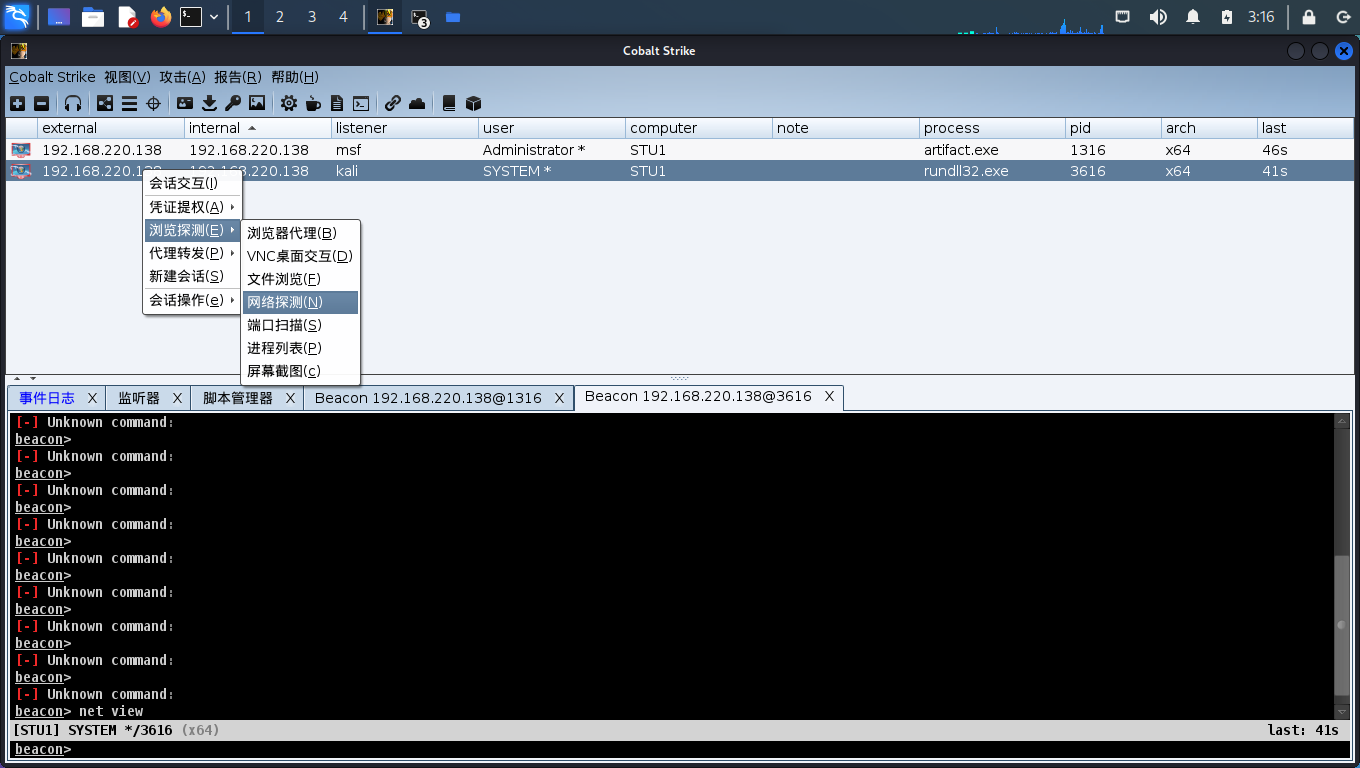 1 2 3 4 3 3:16
Cobalt Strike
Cobalt Strike 视图(V) 攻击(A) 报告(R) 帮助(H)
external internal listener user computer note process pid arch last
192.168.220.138 192.168.220.138 msf Administrator * STU1 artifact.exe 1316 x64 46s
192.168.220.138 192.168.220.138 kali SYSTEM * STU1 rundll32.exe 3616 x64 41s
会话交互(I)
凭证提权(A)
浏览探测(E)
代理转发(P)
新建会话(S)
会话操作(e)
浏览器代理(B)
VNC桌面交互(D)
文件浏览(F)
网络探测(N)
端口扫描(S)
进程列表(P)
屏幕截图(c)
事件日志 X 监听器 X 脚本管理器 X Beacon 192.168.220.138@1316 X Beacon 192.168.220.138@3616 X
[-] Unknown command:
beacon>
[-] Unknown command:
beacon>
[-] Unknown command:
beacon>
[-] Unknown command:
beacon>
[-] Unknown command:
beacon>
[-] Unknown command:
beacon>
[-] Unknown command:
beacon>
[-] Unknown command:
beacon>
[-] Unknown command:
beacon> net view
[STU1] SYSTEM */3616 (x64) last: 41s
beacon>